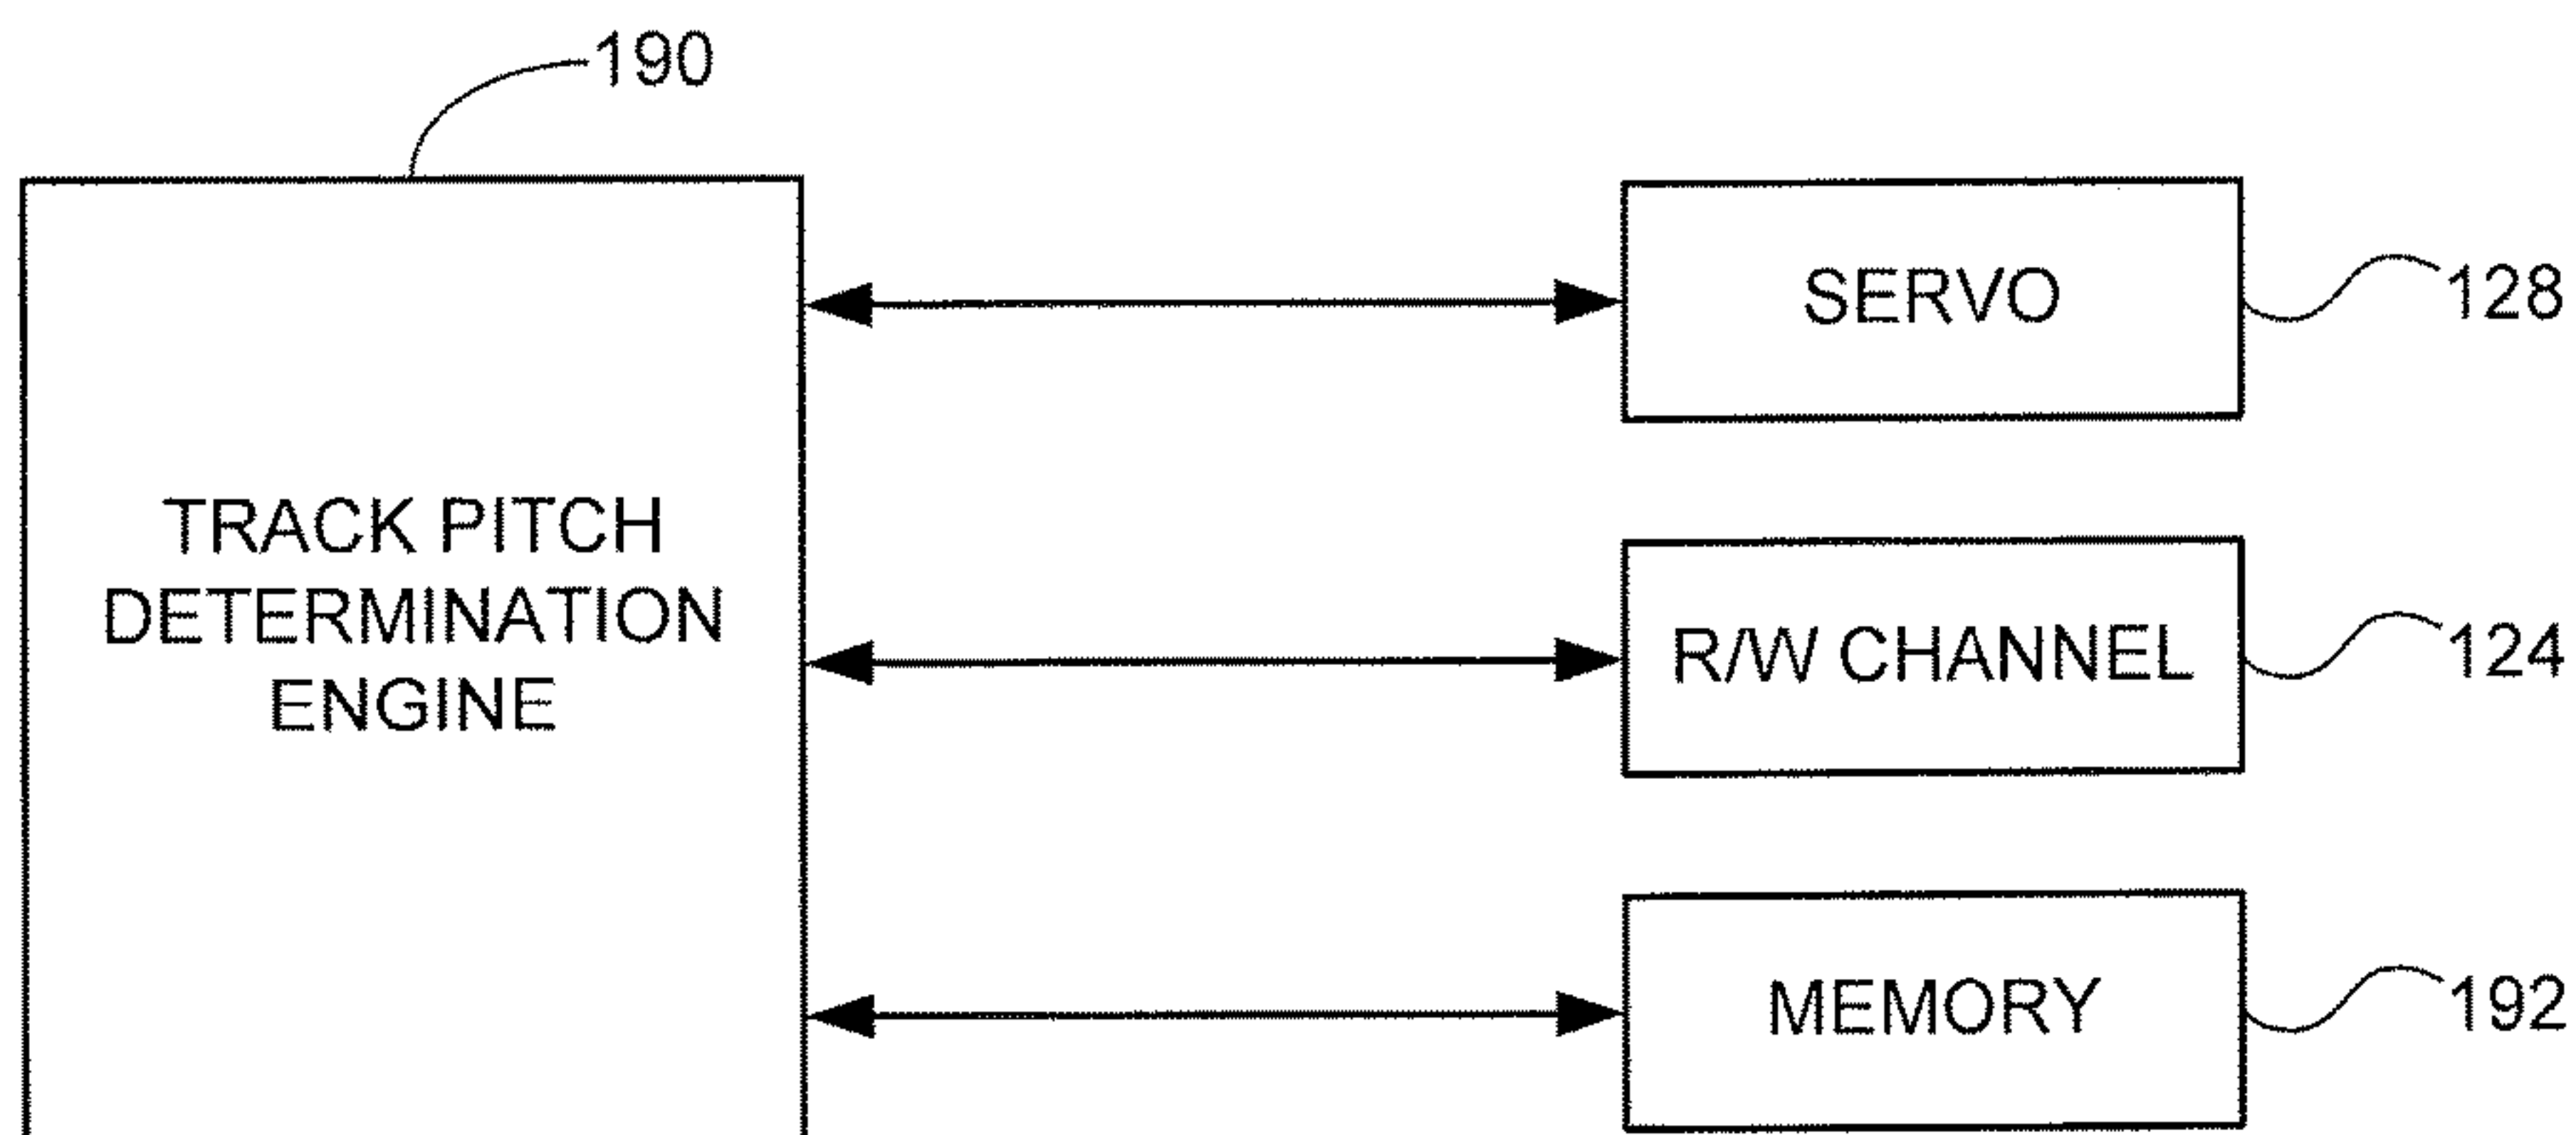 190
SERVO
128
TRACK PITCH
DETERMINATION
ENGINE
R/W CHANNEL
124
MEMORY
192